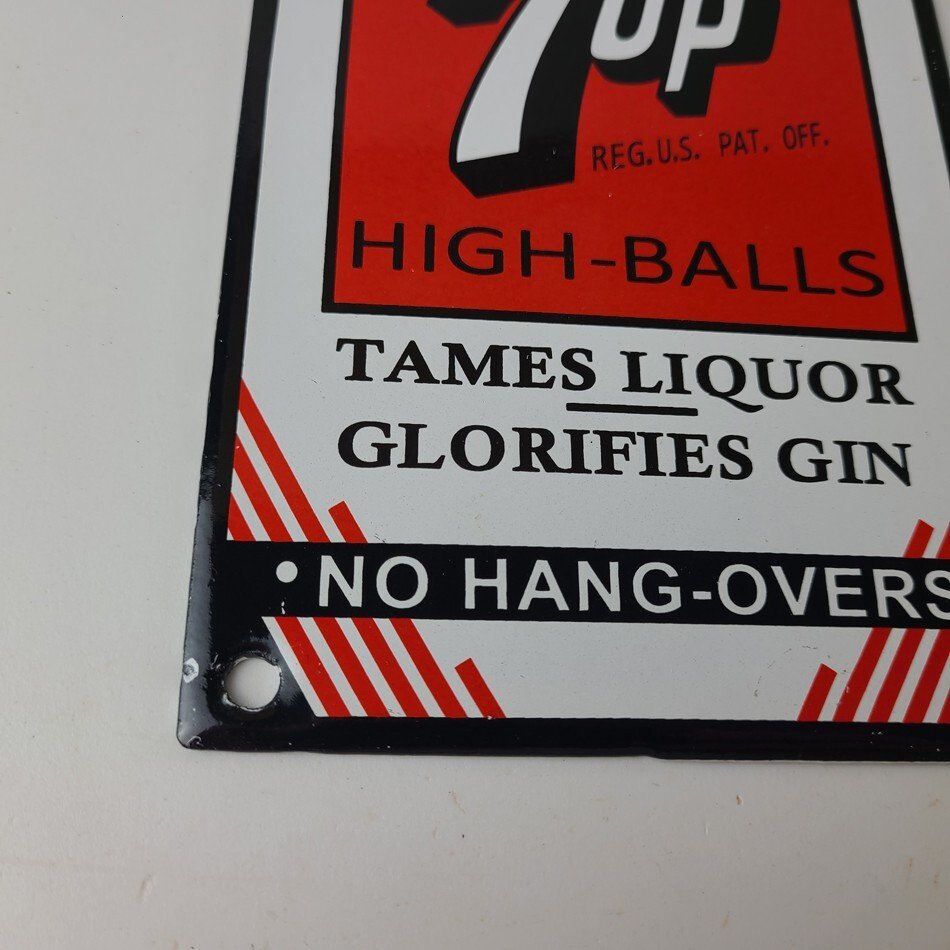 7up
REG. U.S. PAT. OFF.
HIGH-BALLS
TAMES LIQUOR
GLORIFIES GIN
• NO HANG-OVERS